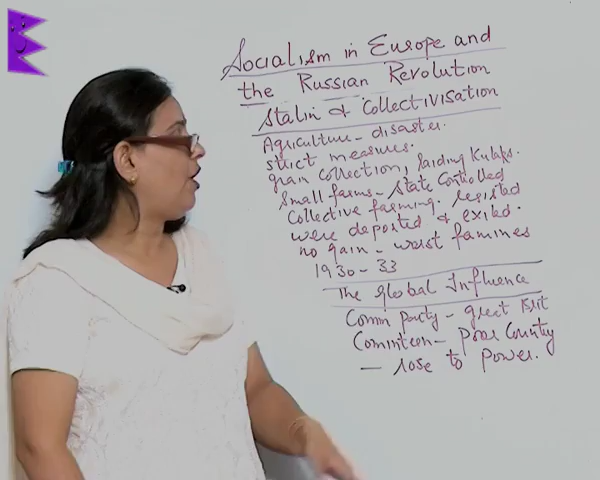 Socialism in Europe and
the Russian Revolution
Stalin & Collectivisation
Agriculture - disaster.
strict measures.
grain collection, raiding Kulaks.
Small farms - State Controlled
Collective farming. resisted
were deported & exiled.
no gain - worst famines
1930-33
The Global Influence
Comm party - great Brit
Comintern - Poor Country
- rose to power.